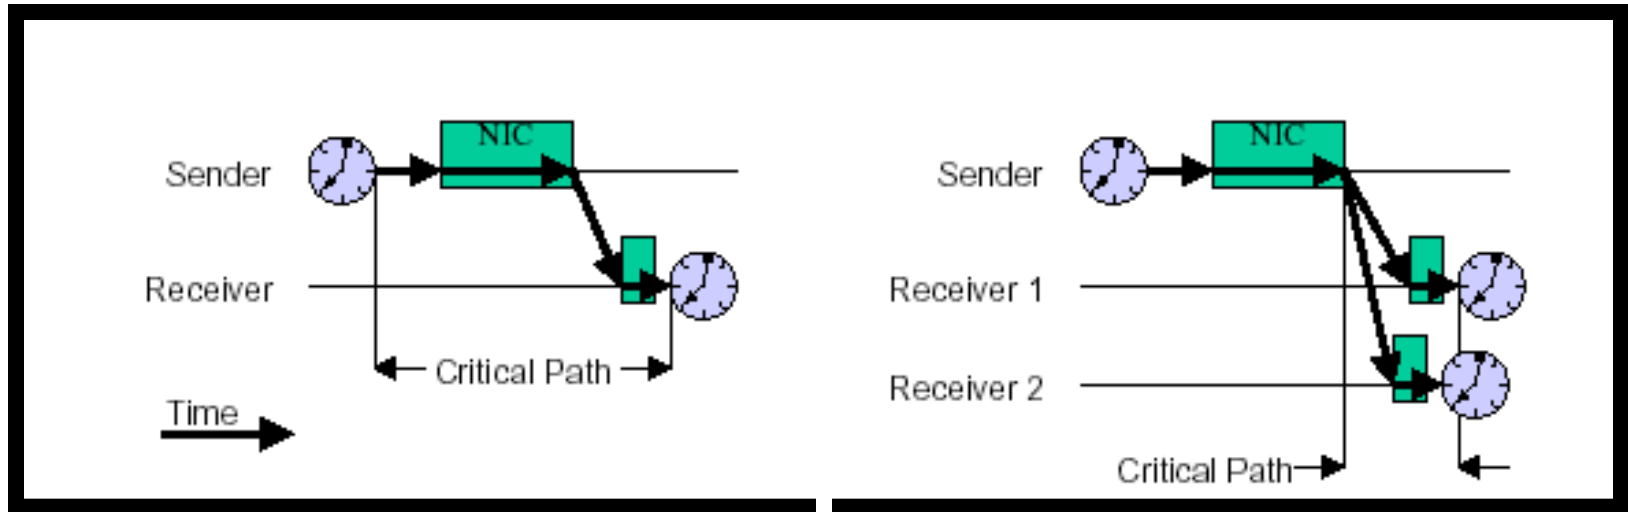 NIC
Sender
Receiver
Critical Path
Time
NIC
Sender
Receiver 1
Receiver 2
Critical Path